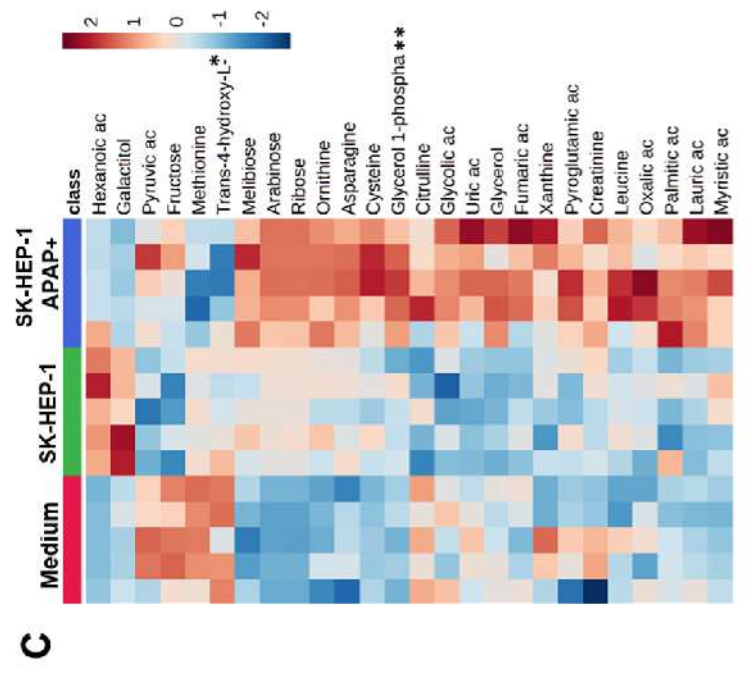 C
Medium
SK-HEP-1
SK-HEP-1
APAP+
class
2
1
0
-1
-2
Hexanoic ac
Galactitol
Pyruvic ac
Fructose
Methionine
Trans-4-hydroxy-L-*
Melibiose
Arabinose
Ribose
Ornithine
Asparagine
Cysteine
Glycerol 1-phospha **
Citrulline
Glycolic ac
Uric ac
Glycerol
Fumaric ac
Xanthine
Pyroglutamic ac
Creatinine
Leucine
Oxalic ac
Palmitic ac
Lauric ac
Myristic ac